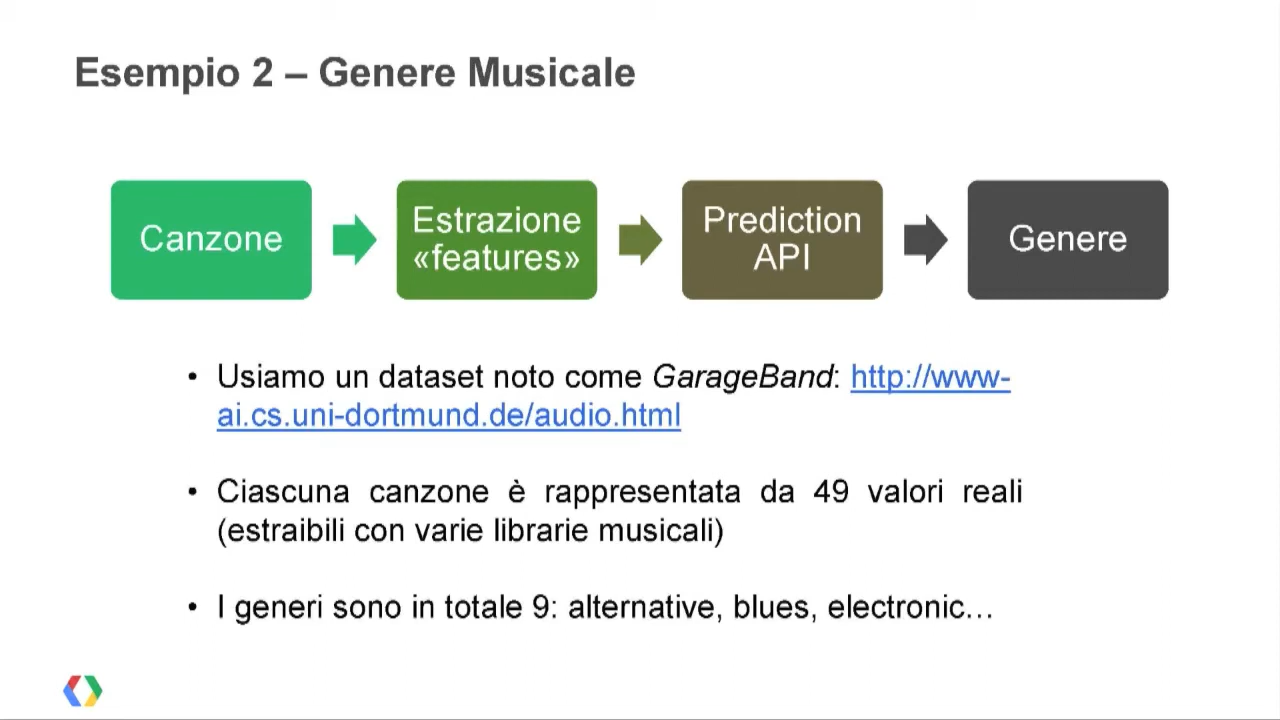 Esempio 2 – Genere Musicale
Canzone
Estrazione
«features»
Prediction
API
Genere
• Usiamo un dataset noto come GarageBand: http://www-
ai.cs.uni-dortmund.de/audio.html
• Ciascuna canzone è rappresentata da 49 valori reali
(estraibili con varie librarie musicali)
• I generi sono in totale 9: alternative, blues, electronic…